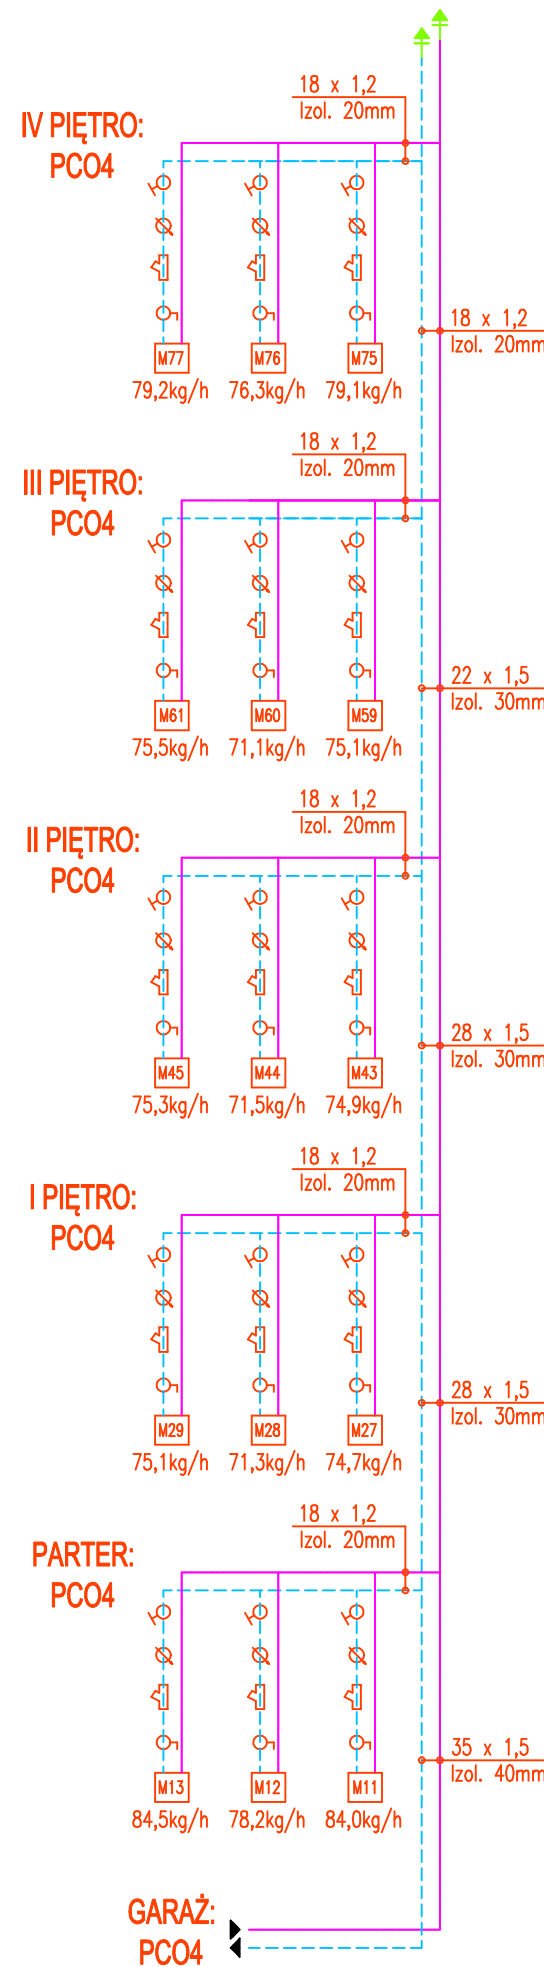 18 x 1,2
Izol. 20mm
IV PIĘTRO:
PCO4
18 x 1,2
Izol. 20mm
M77 M76 M75
79,2kg/h 76,3kg/h 79,1kg/h
18 x 1,2
Izol. 20mm
III PIĘTRO:
PCO4
22 x 1,5
Izol. 30mm
M61 M60 M59
75,5kg/h 71,1kg/h 75,1kg/h
18 x 1,2
Izol. 20mm
II PIĘTRO:
PCO4
28 x 1,5
Izol. 30mm
M45 M44 M43
75,3kg/h 71,5kg/h 74,9kg/h
18 x 1,2
Izol. 20mm
I PIĘTRO:
PCO4
28 x 1,5
Izol. 30mm
M29 M28 M27
75,1kg/h 71,3kg/h 74,7kg/h
18 x 1,2
Izol. 20mm
PARTER:
PCO4
35 x 1,5
Izol. 40mm
M13 M12 M11
84,5kg/h 78,2kg/h 84,0kg/h
GARAŻ:
PCO4